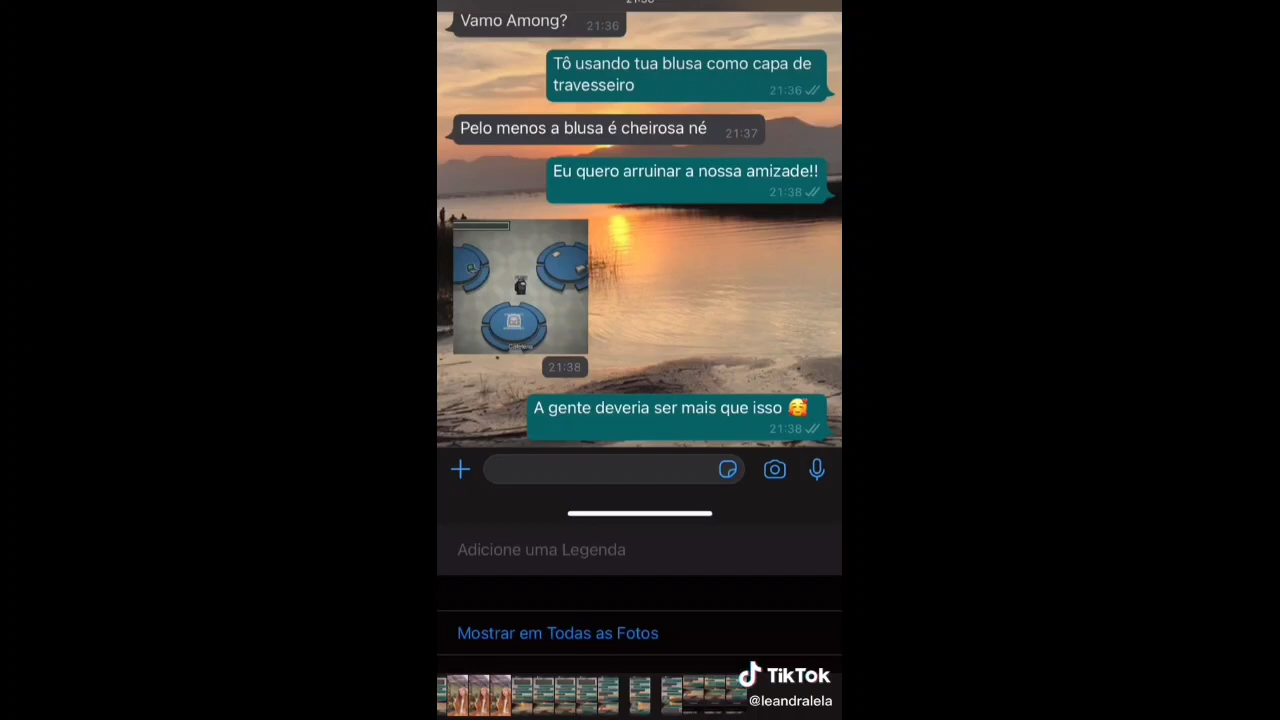 Vamo Among?
21:36
Tô usando tua blusa como capa de
travesseiro
21:36
Pelo menos a blusa é cheirosa né
21:37
Eu quero arruinar a nossa amizade!!
21:38
21:38
A gente deveria ser mais que isso 🥰
21:38
Adicione uma Legenda
Mostrar em Todas as Fotos
TikTok
@leandralela